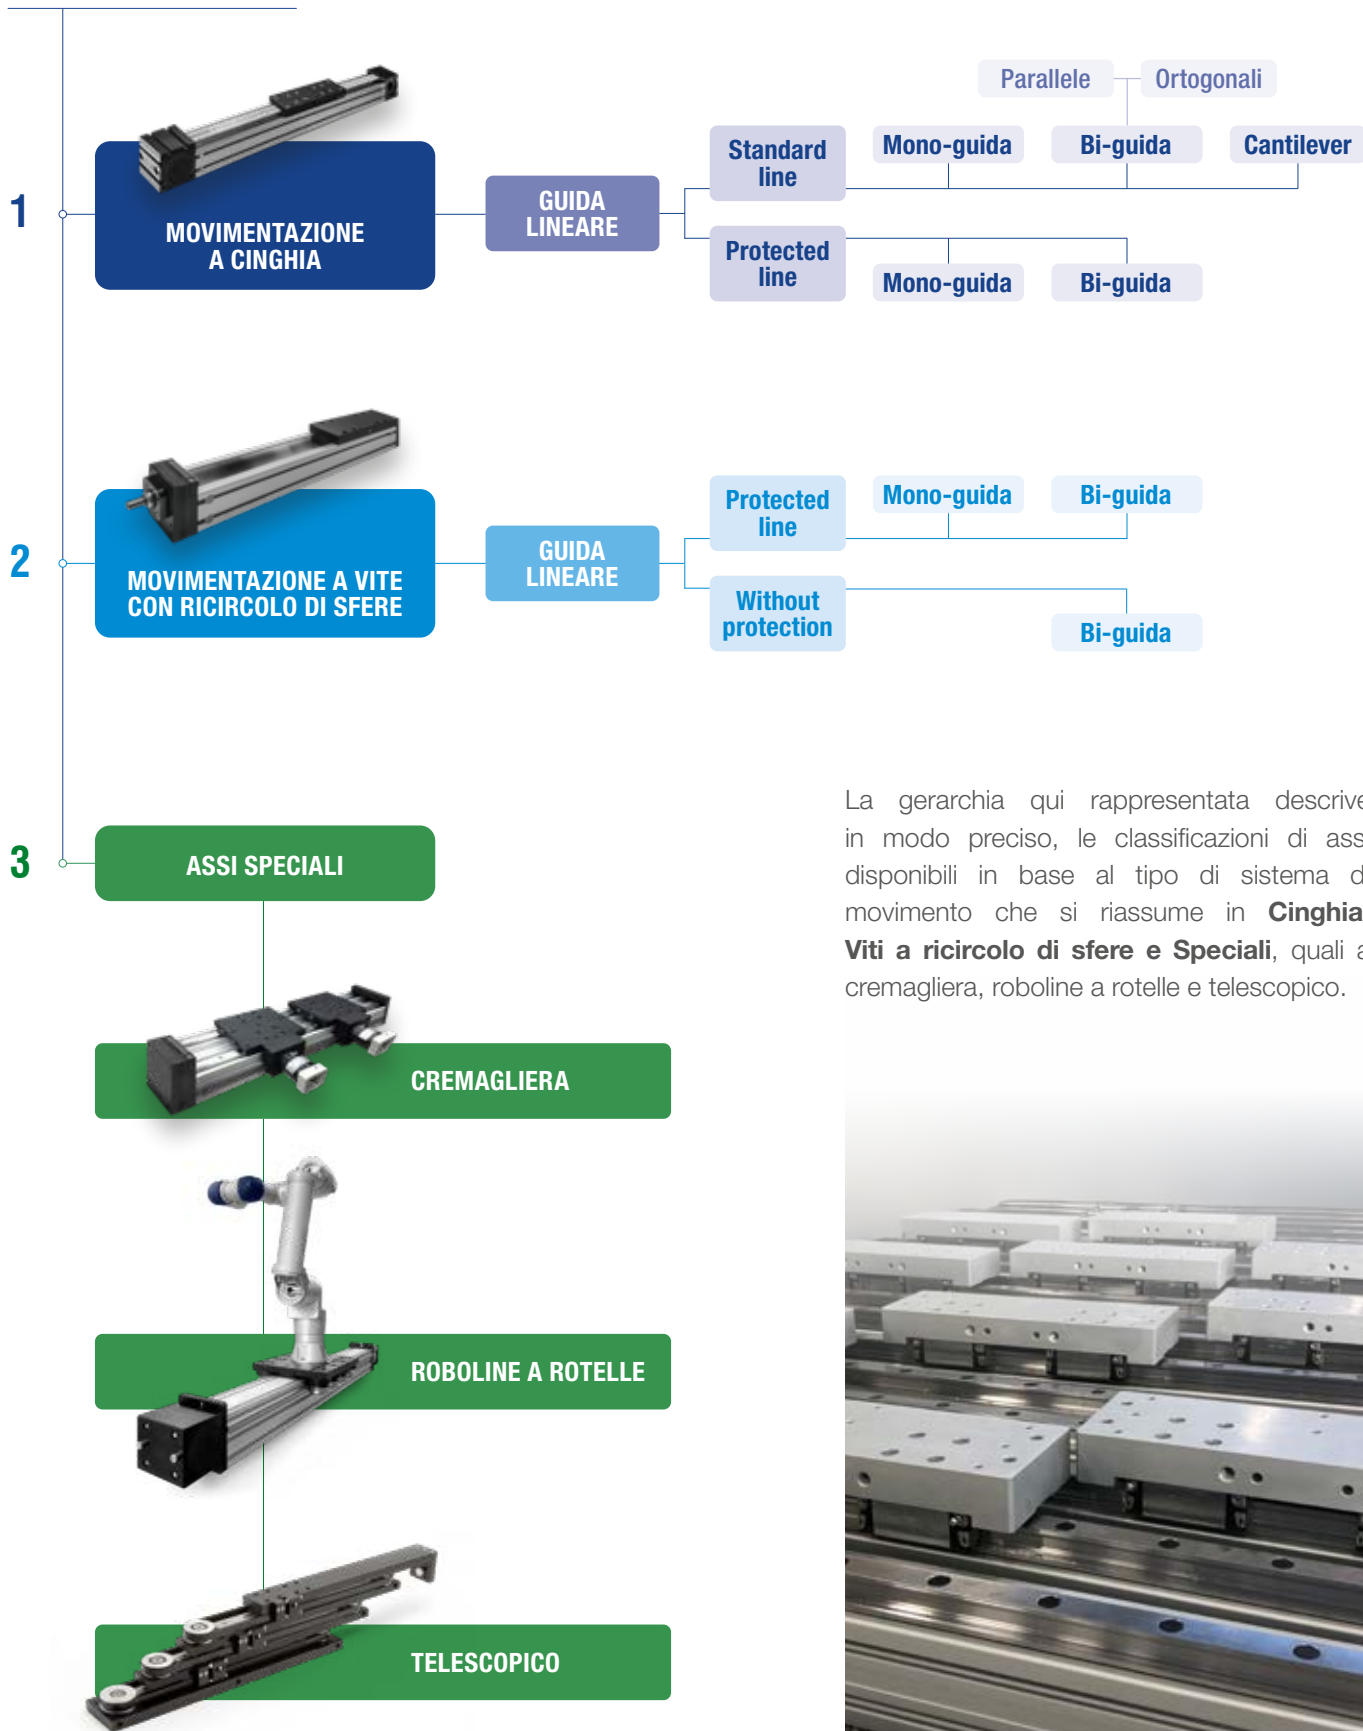 Parallele
Ortogonali
Standard
line
Mono-guida
Bi-guida
Cantilever
1
MOVIMENTAZIONE
A CINGHIA
GUIDA
LINEARE
Protected
line
Mono-guida
Bi-guida
2
MOVIMENTAZIONE A VITE
CON RICIRCOLO DI SFERE
GUIDA
LINEARE
Protected
line
Mono-guida
Bi-guida
Without
protection
Bi-guida
3
ASSI SPECIALI
La gerarchia qui rappresentata descrive
in modo preciso, le classificazioni di ass
disponibili in base al tipo di sistema d
movimento che si riassume in Cinghia
Viti a ricircolo di sfere e Speciali, quali a
cremagliera, roboline a rotelle e telescopico.
CREMAGLIERA
ROBOLINE A ROTELLE
TELESCOPICO